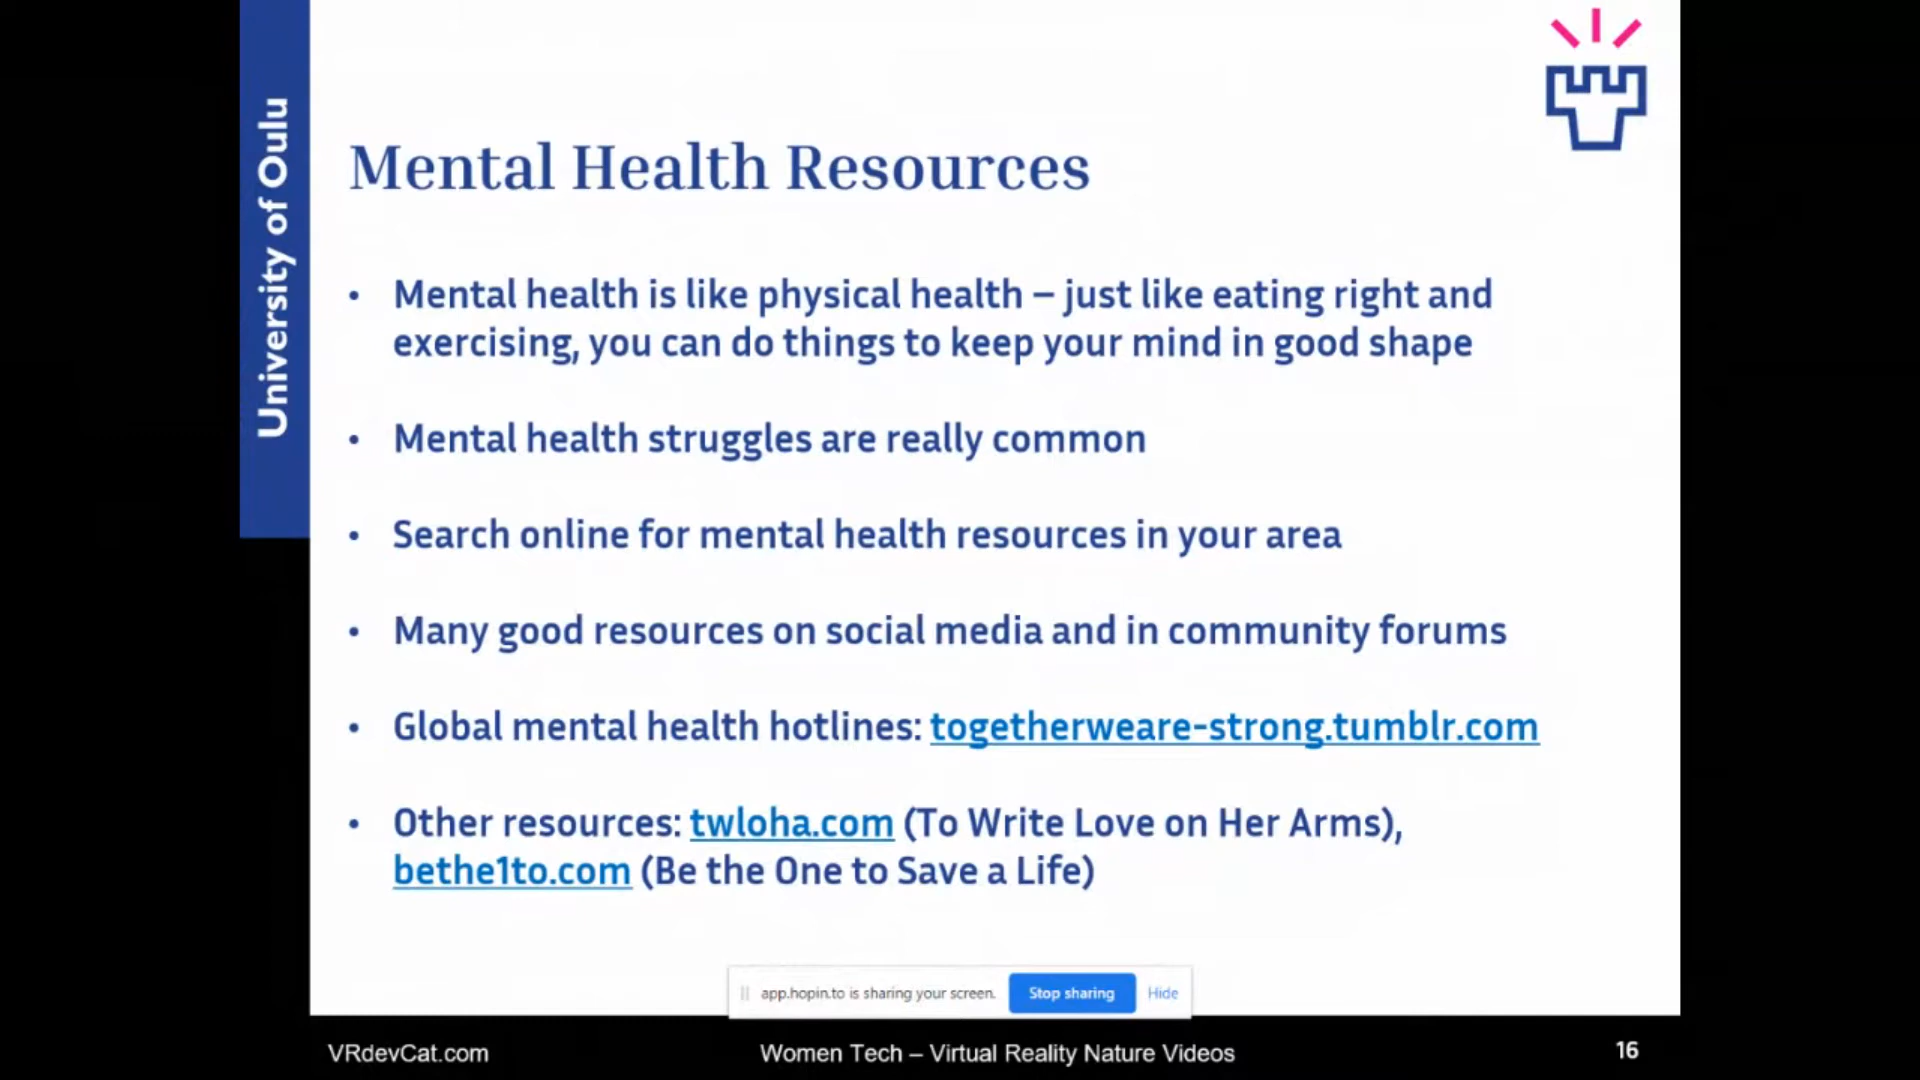 University of Oulu
Mental Health Resources
• Mental health is like physical health – just like eating right and
exercising, you can do things to keep your mind in good shape
• Mental health struggles are really common
• Search online for mental health resources in your area
• Many good resources on social media and in community forums
• Global mental health hotlines: togetherweare-strong.tumblr.com
• Other resources: twloha.com (To Write Love on Her Arms),
bethe1to.com (Be the One to Save a Life)
app.hopin.to is sharing your screen. Stop sharing Hide
VRdevCat.com Women Tech – Virtual Reality Nature Videos 16